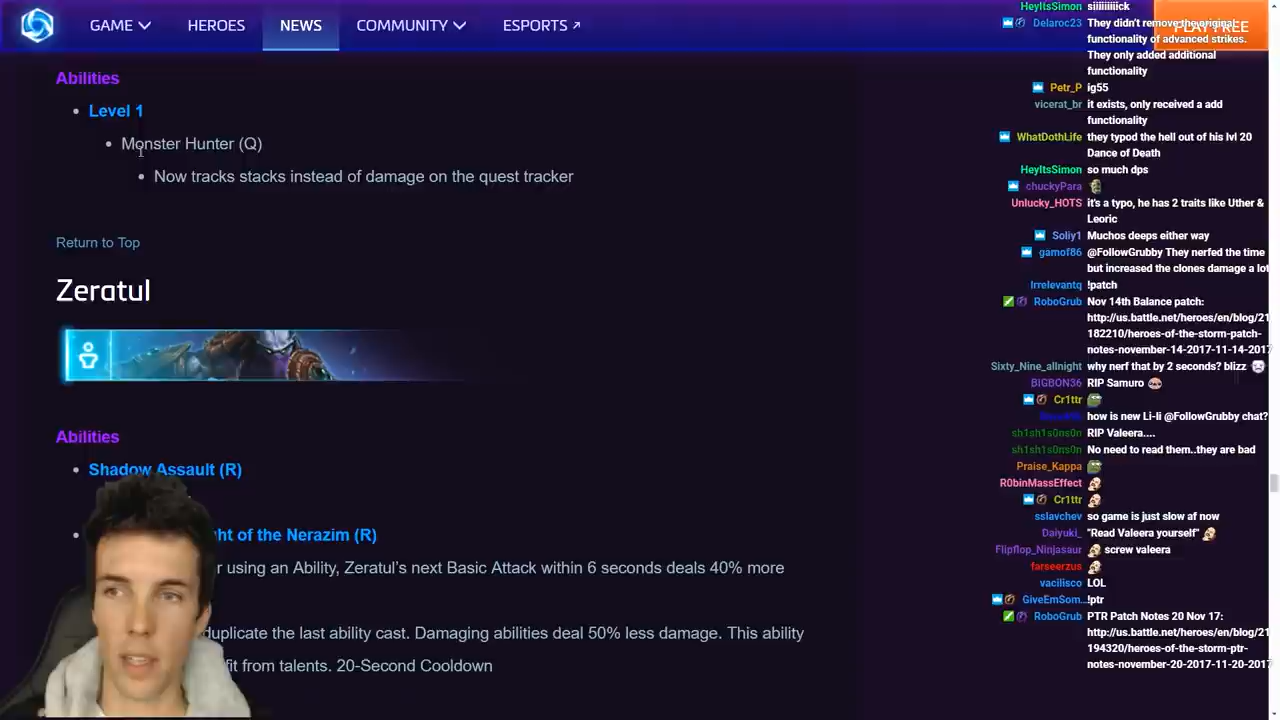 GAME
HEROES
NEWS
COMMUNITY
ESPORTS
Abilities
Level 1
Monster Hunter (Q)
Now tracks stacks instead of damage on the quest tracker
Return to Top
Zeratul
Abilities
Shadow Assault (R)
ht of the Nerazim (R)
r using an Ability, Zeratul's next Basic Attack within 6 seconds deals 40% more
duplicate the last ability cast. Damaging abilities deal 50% less damage. This ability
fit from talents. 20-Second Cooldown
PLAY FREE
HeyItsSimon siiiiiiiiick
Delaroc23 They didn't remove the original
functionality of advanced strikes.
They only added additional
functionality
Petr_P ig55
vicerat_br it exists, only received a add
functionality
WhatDothLife they typod the hell out of his lvl 20
Dance of Death
HeyItsSimon so much dps
chuckyPara
Unlucky_HOTS it's a typo, he has 2 traits like Uther &
Leoric
Soliy1 Muchos deeps either way
gamof86 @FollowGrubby They nerfed the time
but increased the clones damage a lot
Irrelevantq !patch
RoboGrub Nov 14th Balance patch:
http://us.battle.net/heroes/en/blog/21
182210/heroes-of-the-storm-patch-
notes-november-14-2017-11-14-2017
Sixty_Nine_allnight why nerf that by 2 seconds? blizz
BIGBON36 RIP Samuro
Cr1ttr
how is new Li-li @FollowGrubby chat?
sh1sh1s0ns0n RIP Valeera....
sh1sh1s0ns0n No need to read them..they are bad
Praise_Kappa
R0binMassEffect
Cr1ttr
sslavchev so game is just slow af now
Daiyuki_ "Read Valeera yourself"
Flipflop_Ninjasaur screw valeera
farseerzus
vacilisco LOL
GiveEmSom... !ptr
RoboGrub PTR Patch Notes 20 Nov 17:
http://us.battle.net/heroes/en/blog/21
194320/heroes-of-the-storm-ptr-
notes-november-20-2017-11-20-2017